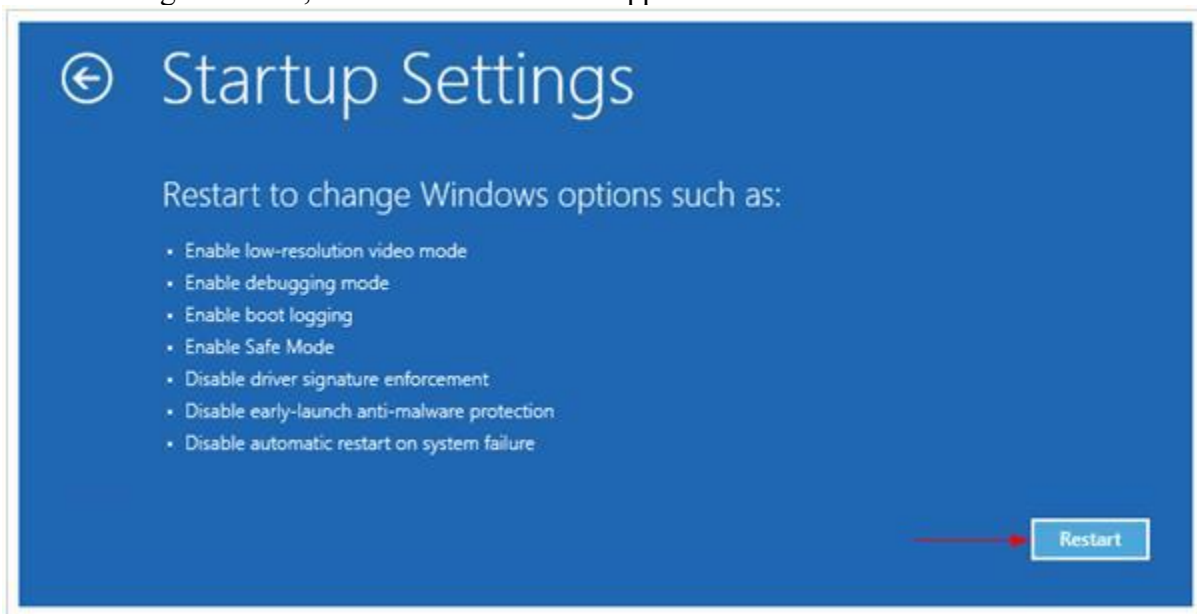 Startup Settings
Restart to change Windows options such as:
• Enable low-resolution video mode
• Enable debugging mode
• Enable boot logging
• Enable Safe Mode
• Disable driver signature enforcement
• Disable early-launch anti-malware protection
• Disable automatic restart on system failure
Restart